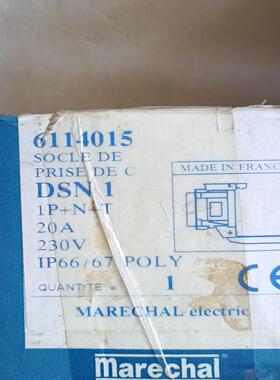 6114015
SOCLE DE
PRISE DE C
DSN 1
1P+N+T
20A
230V
IP66/67 POLY
QUANTITE = 1
MADE IN FRANC
CE
MARECHAL electric
Marechal